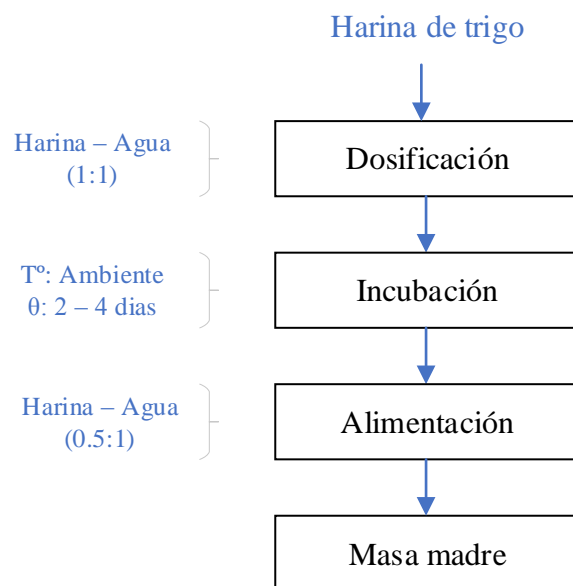 Harina de trigo
Harina – Agua
(1:1)
Dosificación
Tº: Ambiente
θ: 2 – 4 dias
Incubación
Harina – Agua
(0.5:1)
Alimentación
Masa madre